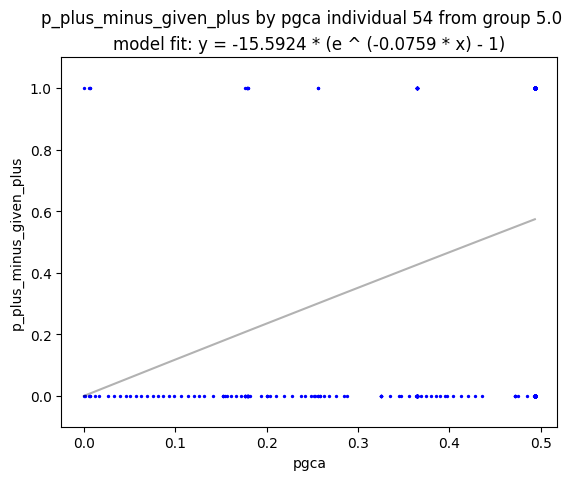 p_plus_minus_given_plus by pgca individual 54 from group 5.0
model fit: y = -15.5924 * (e ^ (-0.0759 * x) - 1)
1.0
0.8
0.6
0.4
0.2
0.0
p_plus_minus_given_plus
0.0 0.1 0.2 0.3 0.4 0.5
pgca